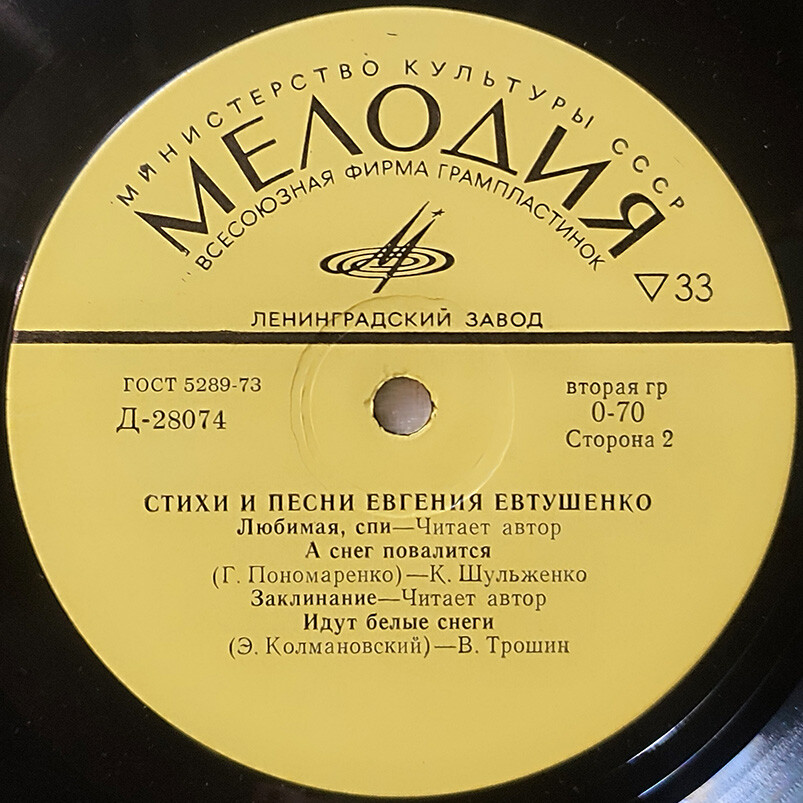 МИНИСТЕРСТВО КУЛЬТУРЫ СССР
МЕЛОДИЯ
ВСЕСОЮЗНАЯ ФИРМА ГРАМПЛАСТИНОК
▽33
ЛЕНИНГРАДСКИЙ ЗАВОД
ГОСТ 5289-73
Д-28074
вторая гр
0-70
Сторона 2
СТИХИ И ПЕСНИ ЕВГЕНИЯ ЕВТУШЕНКО
Любимая, спи—Читает автор
А снег повалится
(Г. Пономаренко)—К. Шульженко
Заклинание—Читает автор
Идут белые снеги
(Э. Колмановский)—В. Трошин